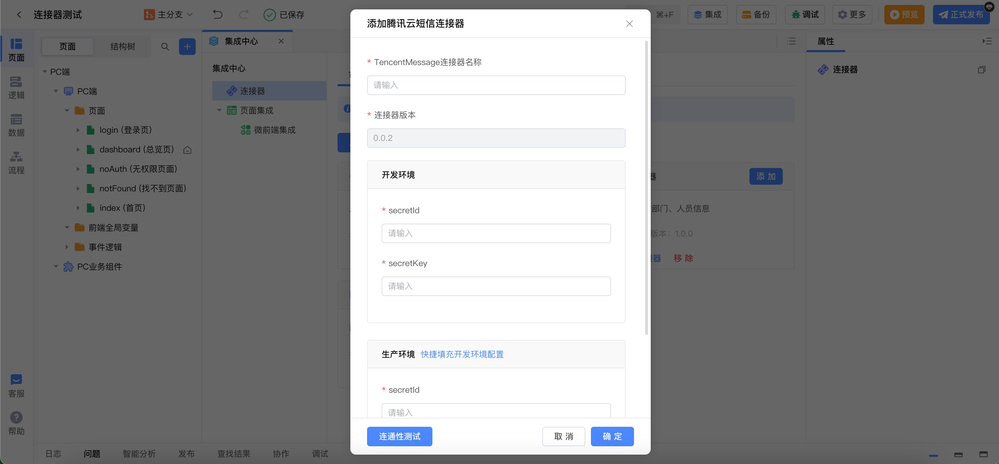 连接器测试
主分支
已保存
⌘+F
集成
备份
调试
更多
预览
正式发布
页面
逻辑
数据
流程
客服
帮助
页面
结构树
PC端
PC端
页面
login (登录页)
dashboard (总览页)
noAuth (无权限页面)
notFound (找不到页面)
index (首页)
前端全局变量
事件逻辑
PC业务组件
集成中心
集成中心
连接器
页面集成
微前端集成
添加腾讯云短信连接器
* TencentMessage连接器名称
请输入
* 连接器版本
0.0.2
开发环境
* secretId
请输入
* secretKey
请输入
生产环境 快捷填充开发环境配置
* secretId
请输入
连通性测试
取 消
确 定
器
添 加
部门、人员信息
版本：1.0.0
器
移 除
属性
连接器
日志
问题
智能分析
发布
查找结果
协作
调试